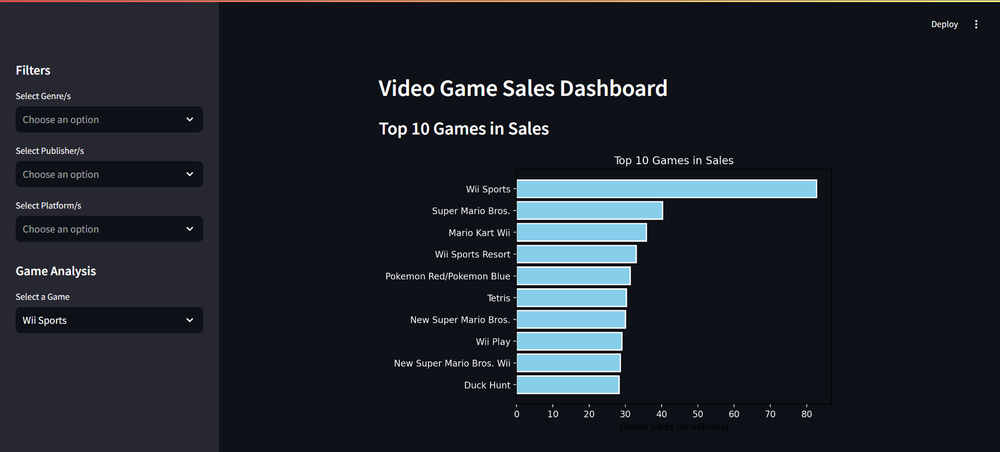 Deploy
Filters
Select Genre/s
Choose an option
Select Publisher/s
Choose an option
Select Platform/s
Choose an option
Game Analysis
Select a Game
Wii Sports
Video Game Sales Dashboard
Top 10 Games in Sales
Top 10 Games in Sales
Wii Sports
Super Mario Bros.
Mario Kart Wii
Wii Sports Resort
Pokemon Red/Pokemon Blue
Tetris
New Super Mario Bros.
Wii Play
New Super Mario Bros. Wii
Duck Hunt
0 10 20 30 40 50 60 70 80
Global Sales (in millions)